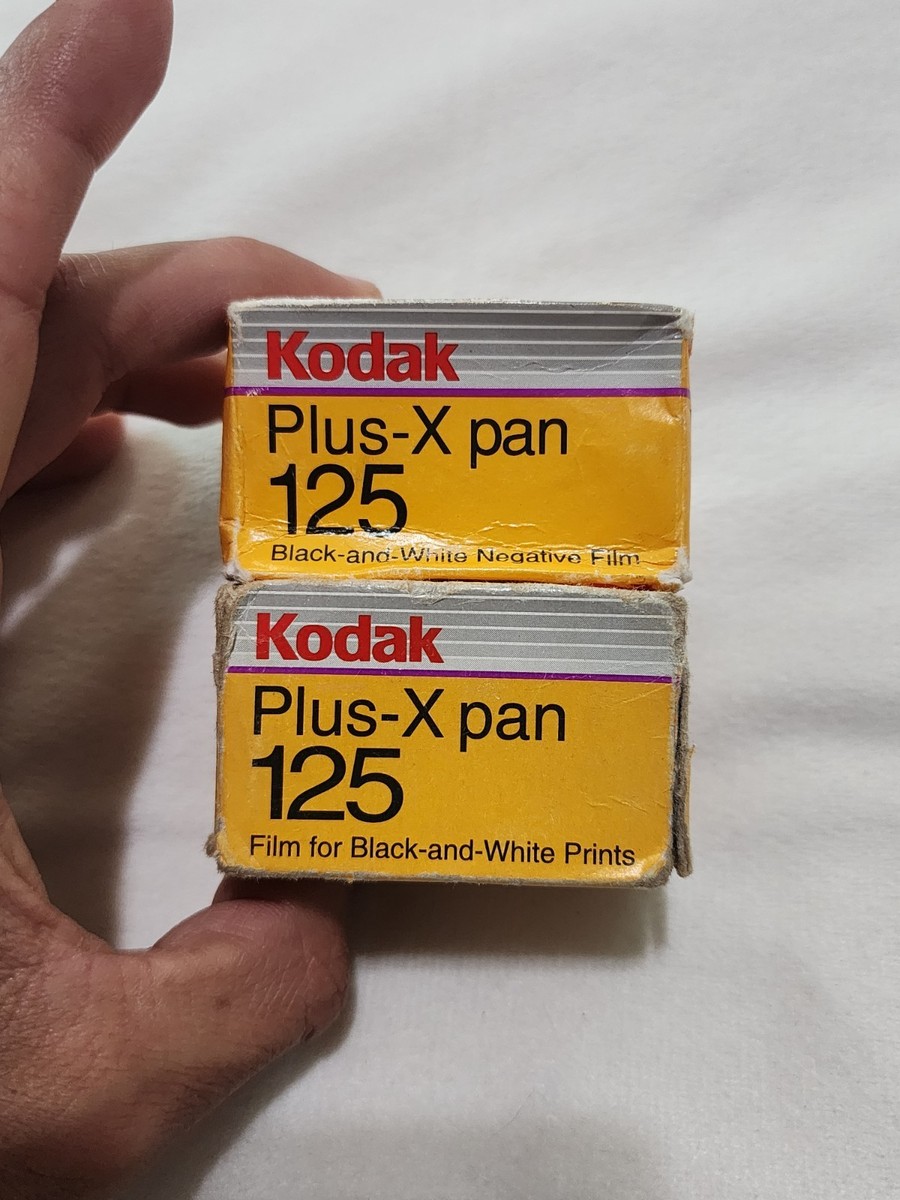 Kodak
Plus-X pan
125
Black-and-White Negative Film
Kodak
Plus-X pan
125
Film for Black-and-White Prints